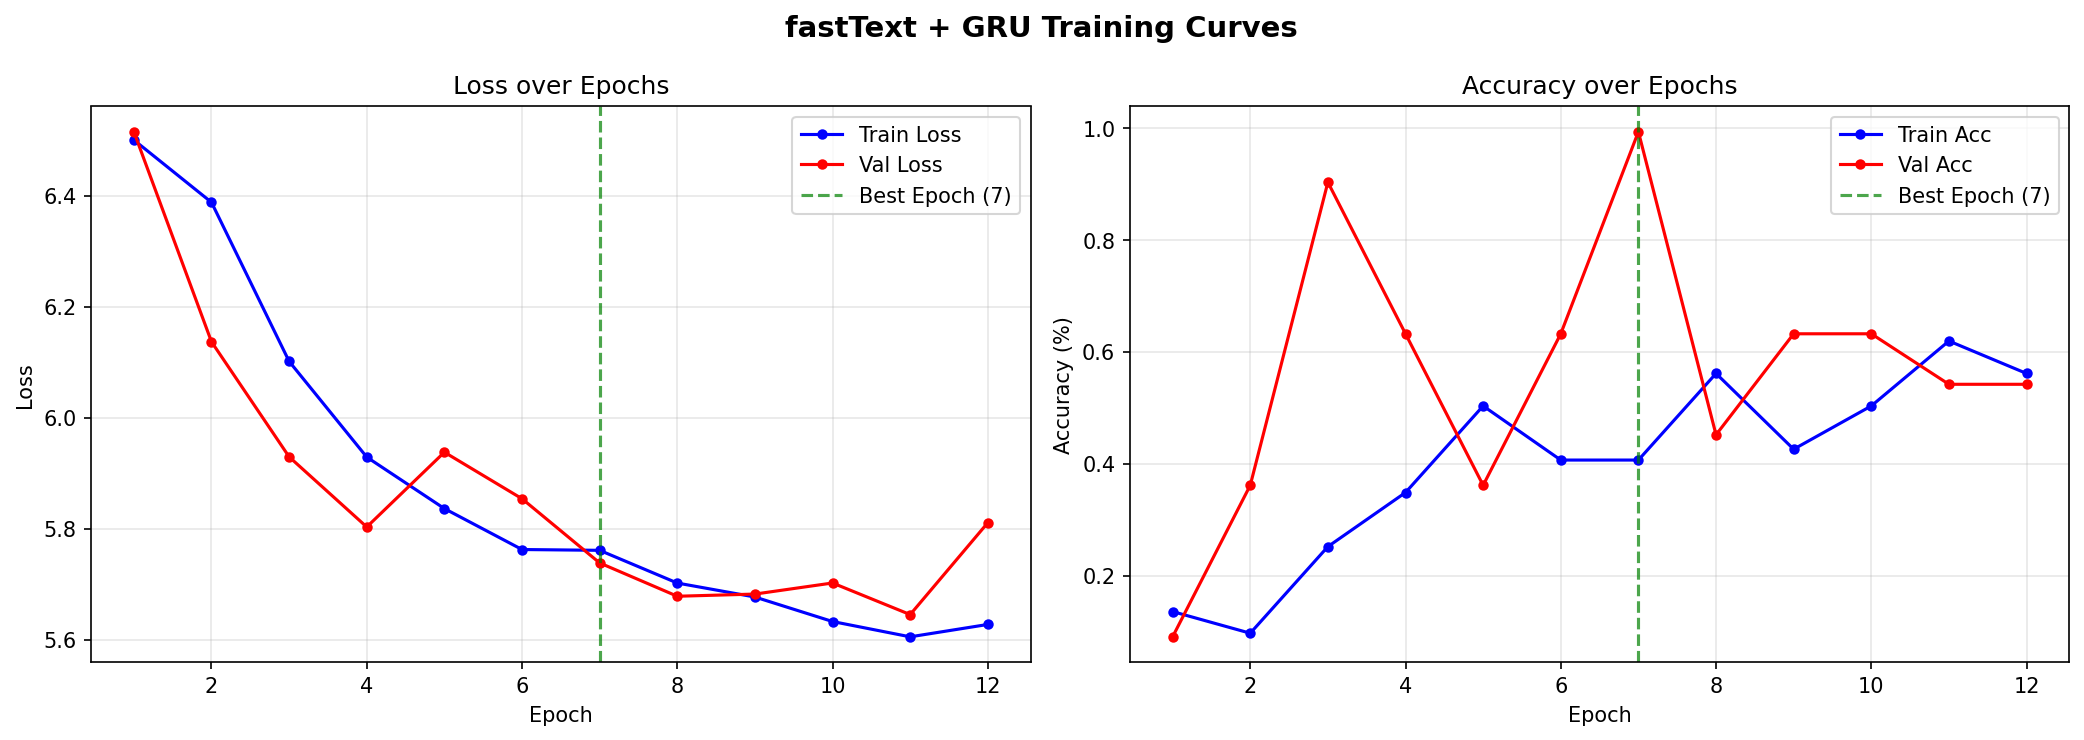 fastText + GRU Training Curves
Loss over Epochs
Train Loss
Val Loss
Best Epoch (7)
Loss
6.4
6.2
6.0
5.8
5.6
2 4 6 8 10 12
Epoch
Accuracy over Epochs
Train Acc
Val Acc
Best Epoch (7)
Accuracy (%)
1.0
0.8
0.6
0.4
0.2
2 4 6 8 10 12
Epoch